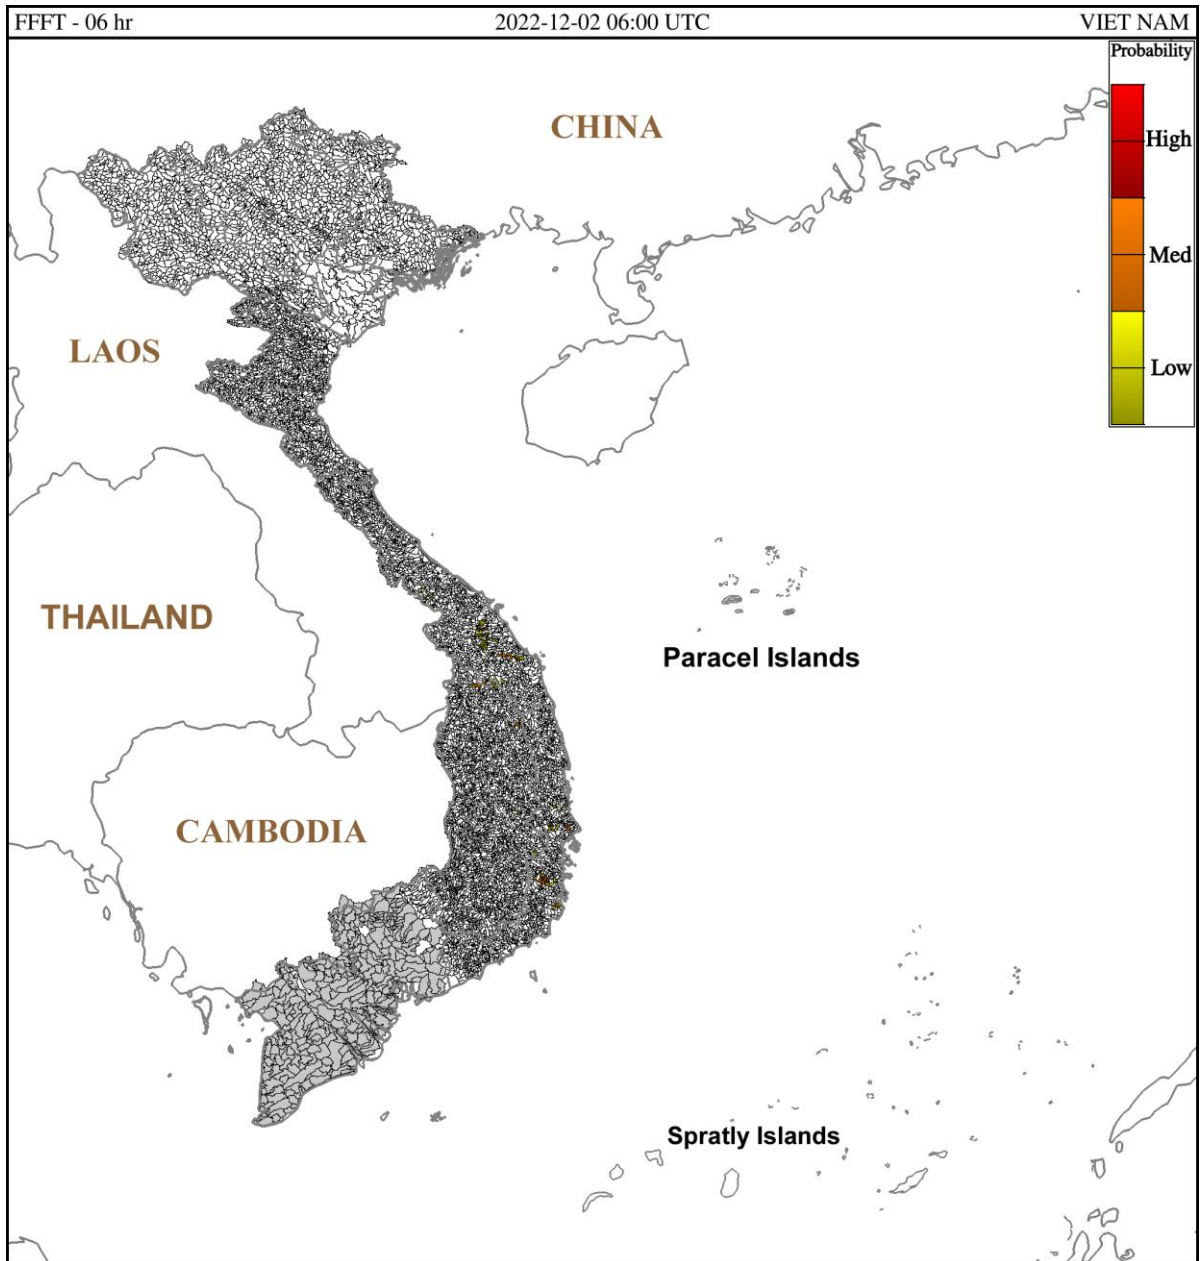 FFFT - 06 hr 2022-12-02 06:00 UTC VIET NAM
Probability
High
Med
Low
CHINA
LAOS
THAILAND
Paracel Islands
CAMBODIA
Spratly Islands